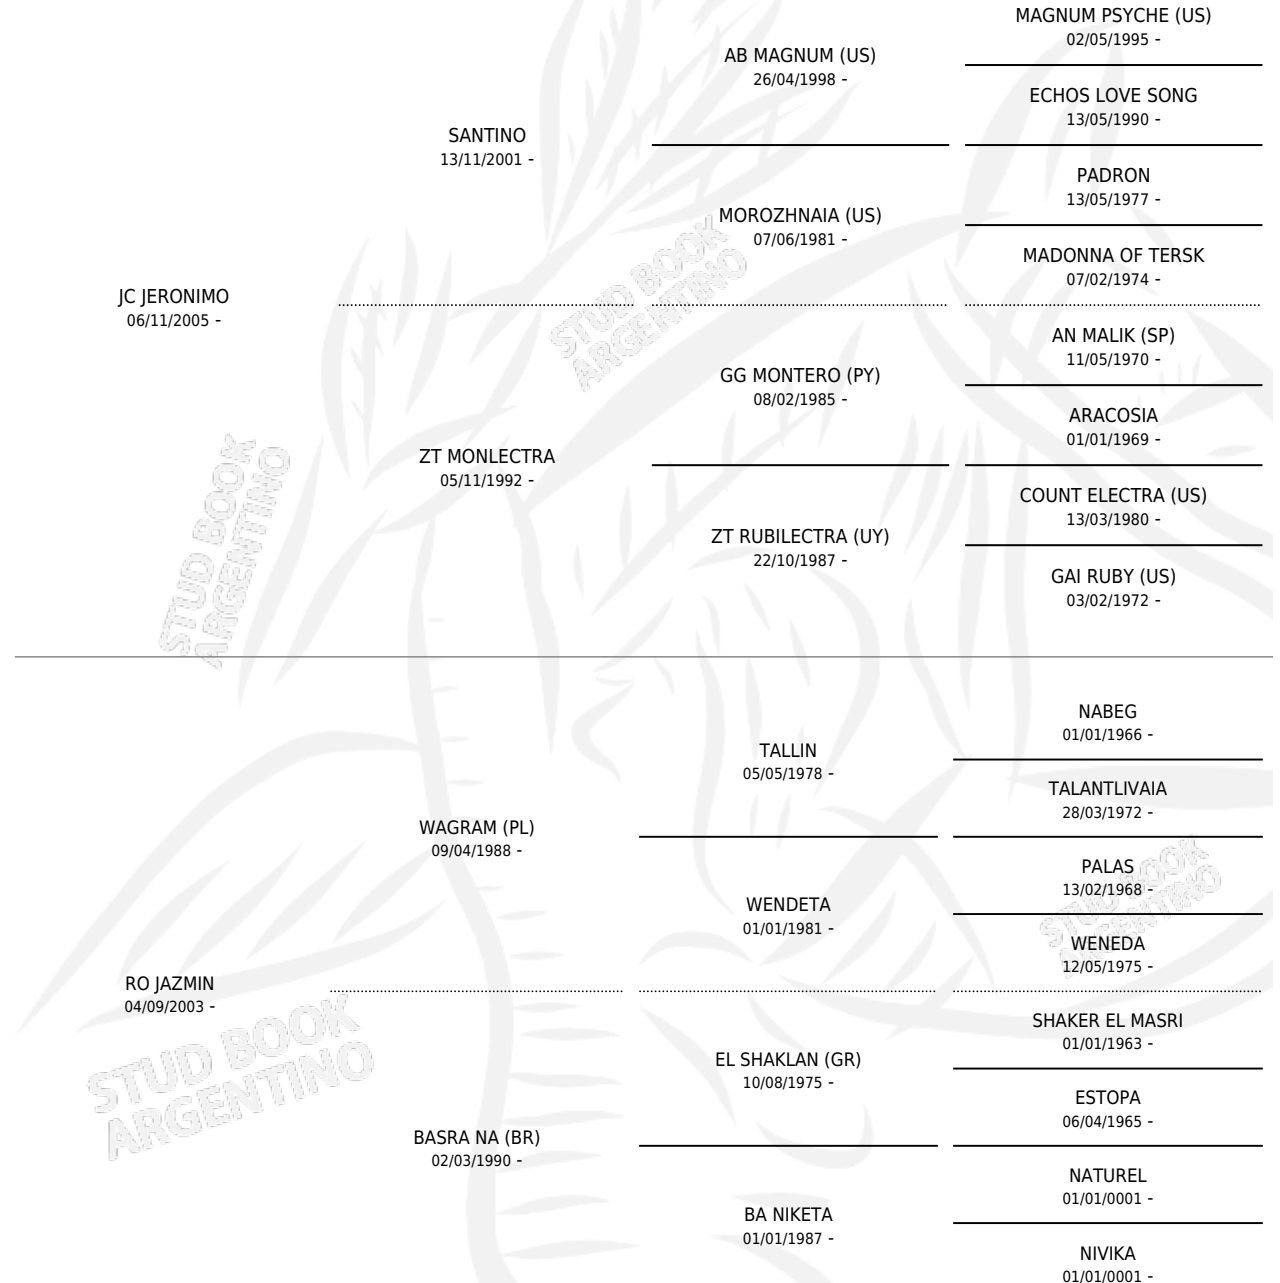 MAGNUM PSYCHE (US)
02/05/1995 -
AB MAGNUM (US)
26/04/1998 -
ECHOS LOVE SONG
13/05/1990 -
SANTINO
13/11/2001 -
PADRON
13/05/1977 -
MOROZHNAIA (US)
07/06/1981 -
MADONNA OF TERSK
07/02/1974 -
JC JERONIMO
06/11/2005 -
AN MALIK (SP)
11/05/1970 -
GG MONTERO (PY)
08/02/1985 -
ARACOSIA
01/01/1969 -
ZT MONLECTRA
05/11/1992 -
COUNT ELECTRA (US)
13/03/1980 -
ZT RUBILECTRA (UY)
22/10/1987 -
GAI RUBY (US)
03/02/1972 -
NABEG
01/01/1966 -
TALLIN
05/05/1978 -
TALANTLIVAIA
28/03/1972 -
WAGRAM (PL)
09/04/1988 -
PALAS
13/02/1968 -
WENDETA
01/01/1981 -
WENEDA
12/05/1975 -
RO JAZMIN
04/09/2003 -
SHAKER EL MASRI
01/01/1963 -
EL SHAKLAN (GR)
10/08/1975 -
ESTOPA
06/04/1965 -
BASRA NA (BR)
02/03/1990 -
NATUREL
01/01/0001 -
BA NIKETA
01/01/1987 -
NIVIKA
01/01/0001 -
STUD BOOK
ARGENTINO
STUD BOOK
ARGENTINO
STUD BOOK
ARGENTINO
STUD BOOK
ARGENTINO